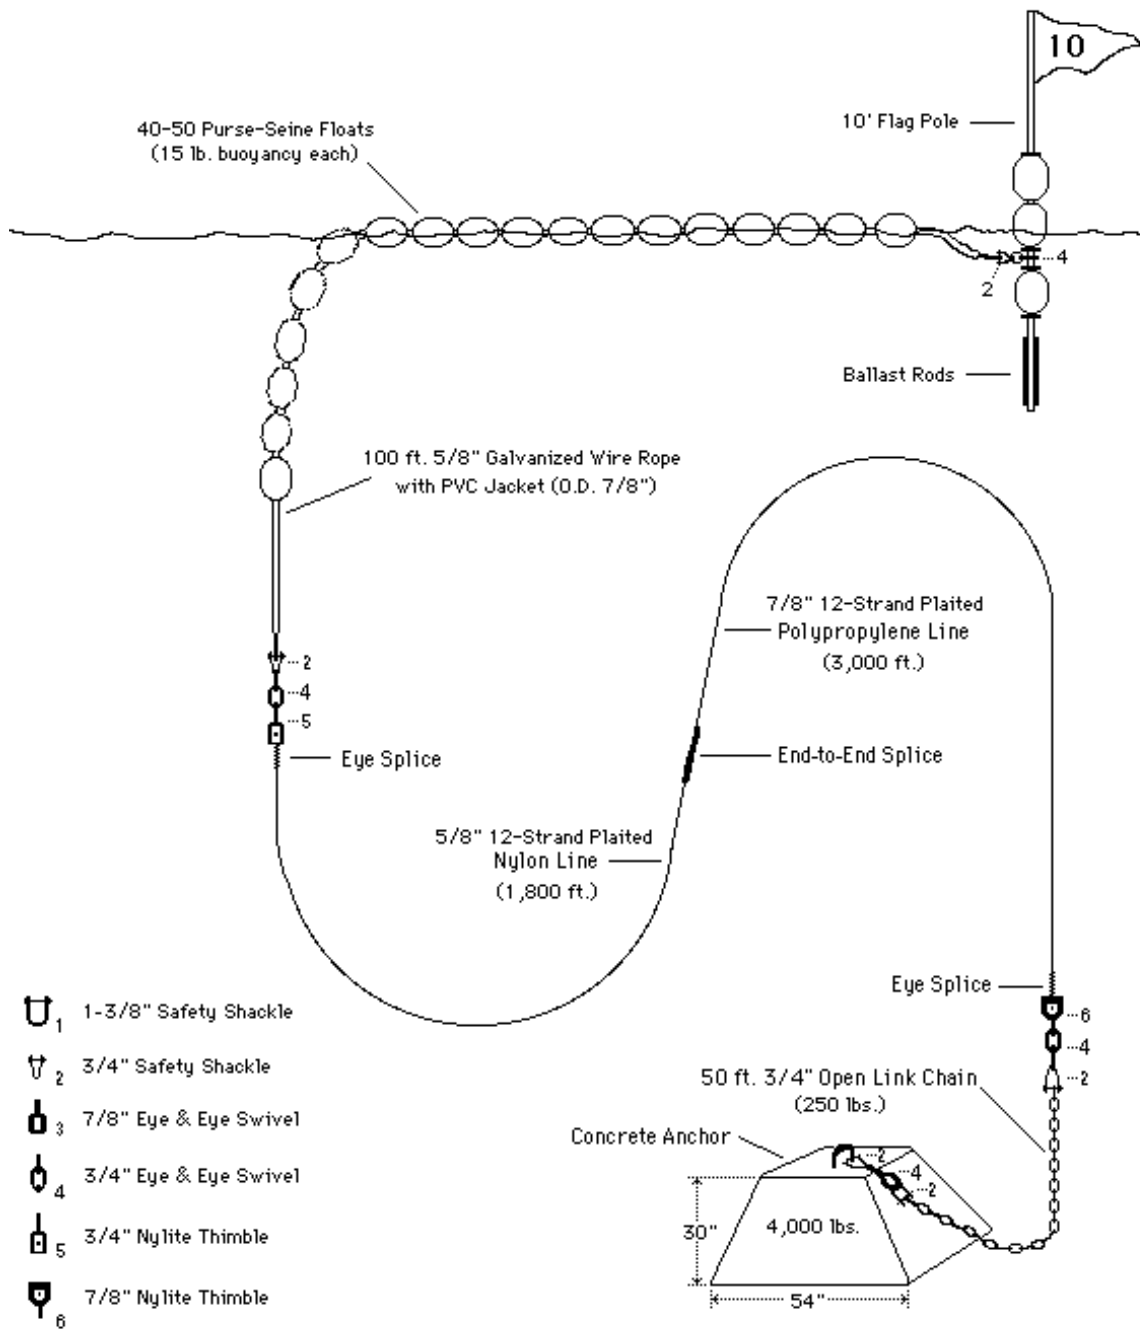 10
10' Flag Pole
40-50 Purse-Seine Floats
(15 lb. buoyancy each)
4
2
Ballast Rods
100 ft. 5/8" Galvanized Wire Rope
with PVC Jacket (O.D. 7/8")
7/8" 12-Strand Plaited
Polypropylene Line
(3,000 ft.)
2
4
5
Eye Splice
End-to-End Splice
5/8" 12-Strand Plaited
Nylon Line
(1,800 ft.)
Eye Splice
6
4
2
50 ft. 3/4" Open Link Chain
(250 lbs.)
Concrete Anchor
2
4
2
30"
4,000 lbs.
54"
1 1-3/8" Safety Shackle
2 3/4" Safety Shackle
3 7/8" Eye & Eye Swivel
4 3/4" Eye & Eye Swivel
5 3/4" Nylite Thimble
6 7/8" Nylite Thimble